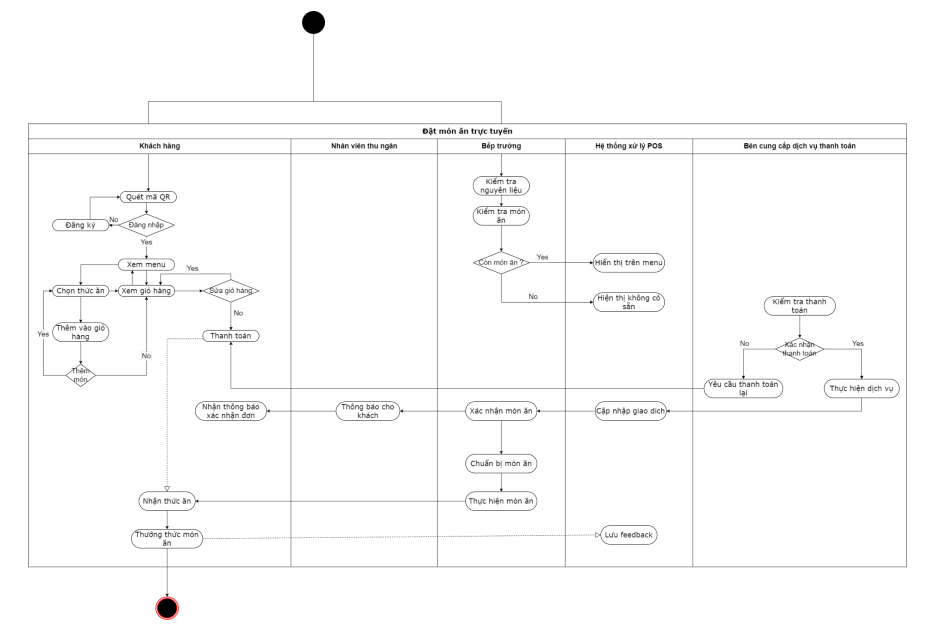 Đặt món ăn trực tuyến
Khách hàng
Nhân viên thu ngân
Bếp trưởng
Hệ thống xử lý POS
Bên cung cấp dịch vụ thanh toán
Quét mã QR
Đăng ký
No
Đăng nhập
Yes
Xem menu
Yes
Chọn thức ăn
Xem giỏ hàng
Sửa giỏ hàng
No
Thêm vào giỏ
hàng
Yes
Thanh toán
No
Thêm
món
Kiểm tra
nguyên liệu
Kiểm tra món
ăn
Còn món ăn ?
Yes
Hiển thị trên menu
No
Hiện thị không có
sẵn
Kiểm tra thanh
toán
No
Xác nhận
thanh toán
Yes
Yêu cầu thanh toán
lại
Thực hiện dịch vụ
Nhận thông báo
xác nhận đơn
Thông báo cho
khách
Xác nhận món ăn
Cập nhập giao dich
Chuẩn bị món ăn
Nhận thức ăn
Thực hiện món ăn
Thưởng thức món
ăn
Lưu feedback